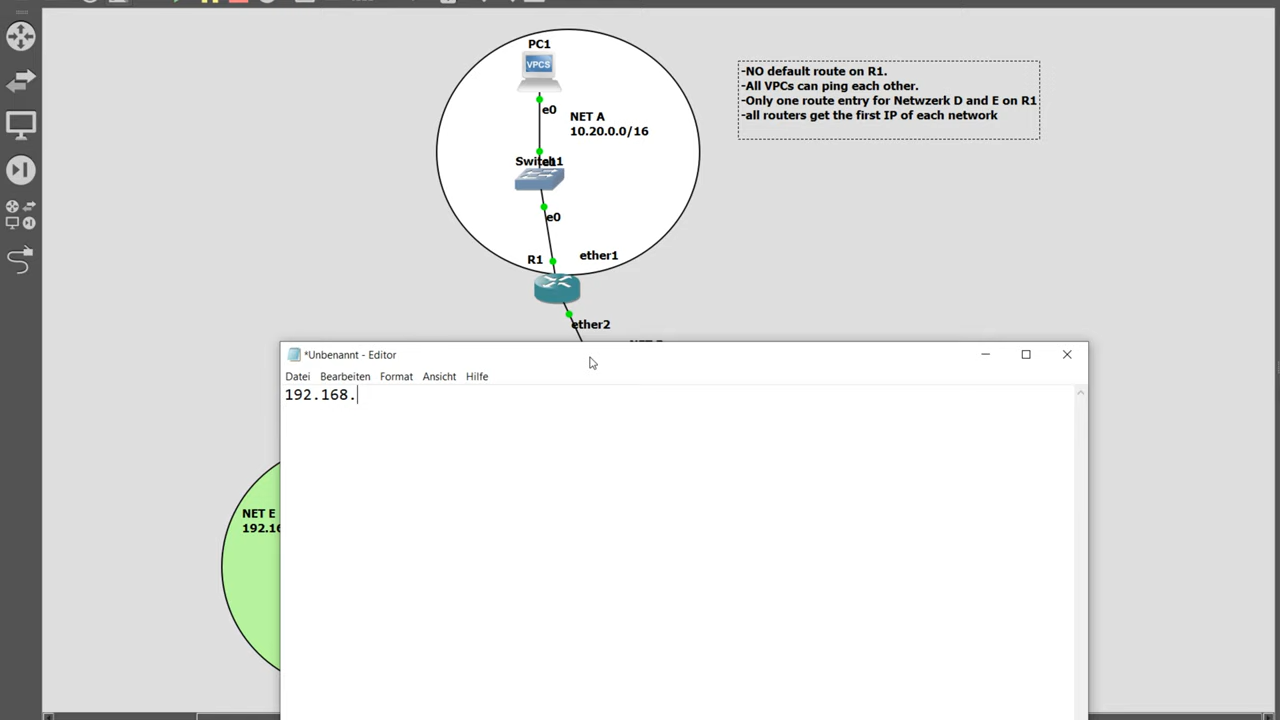 PC1
VPCS
e0
NET A
10.20.0.0/16
Switch1
e0
R1
ether1
ether2
-NO default route on R1.
-All VPCs can ping each other.
-Only one route entry for Netwzerk D and E on R1
-all routers get the first IP of each network
*Unbenannt - Editor
Datei Bearbeiten Format Ansicht Hilfe
192.168.
NET E
192.16